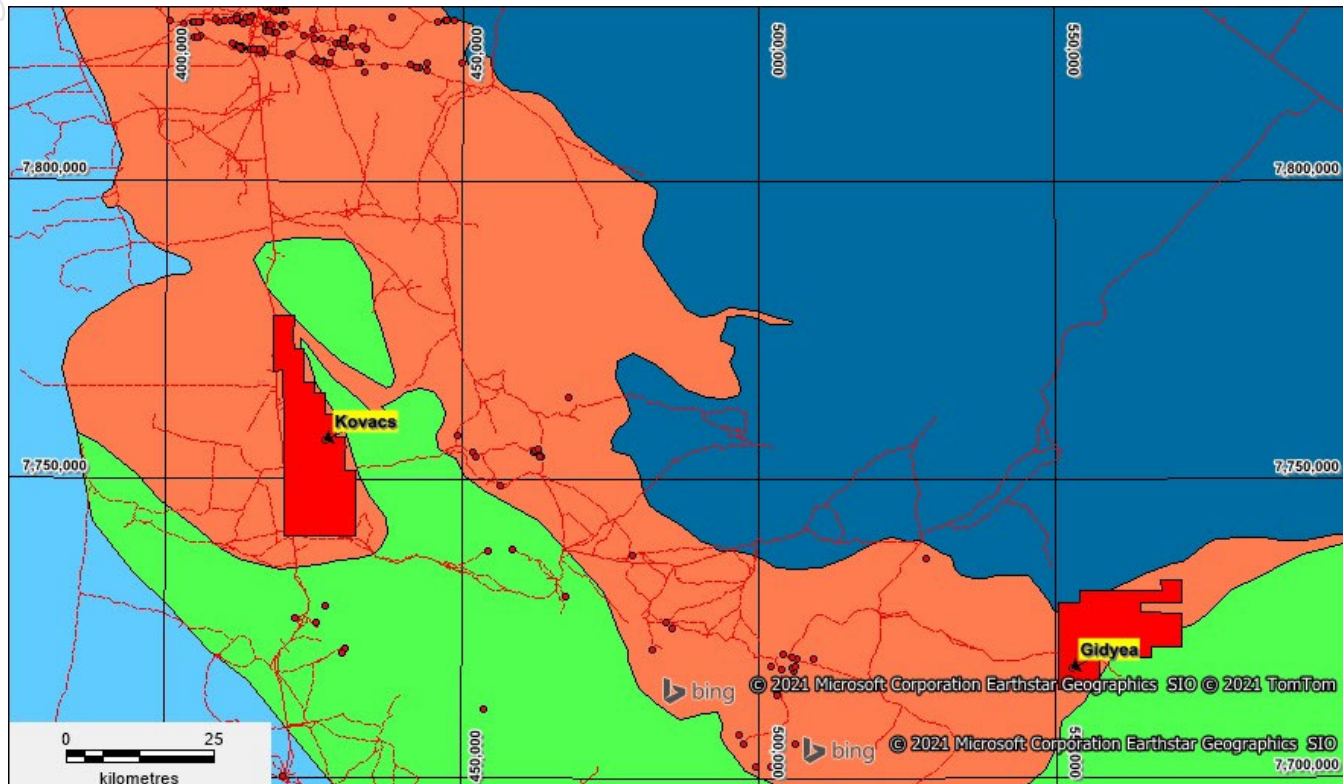 400,000
450,000
500,000
550,000
7,800,000
7,800,000
Kovacs
7,750,000
7,750,000
Gidyea
bing
© 2021 Microsoft Corporation Earthstar Geographics SIO © 2021 TomTom
bing
© 2021 Microsoft Corporation Earthstar Geographics SIO
0 25
kilometres
450,000
500,000
7,700,000